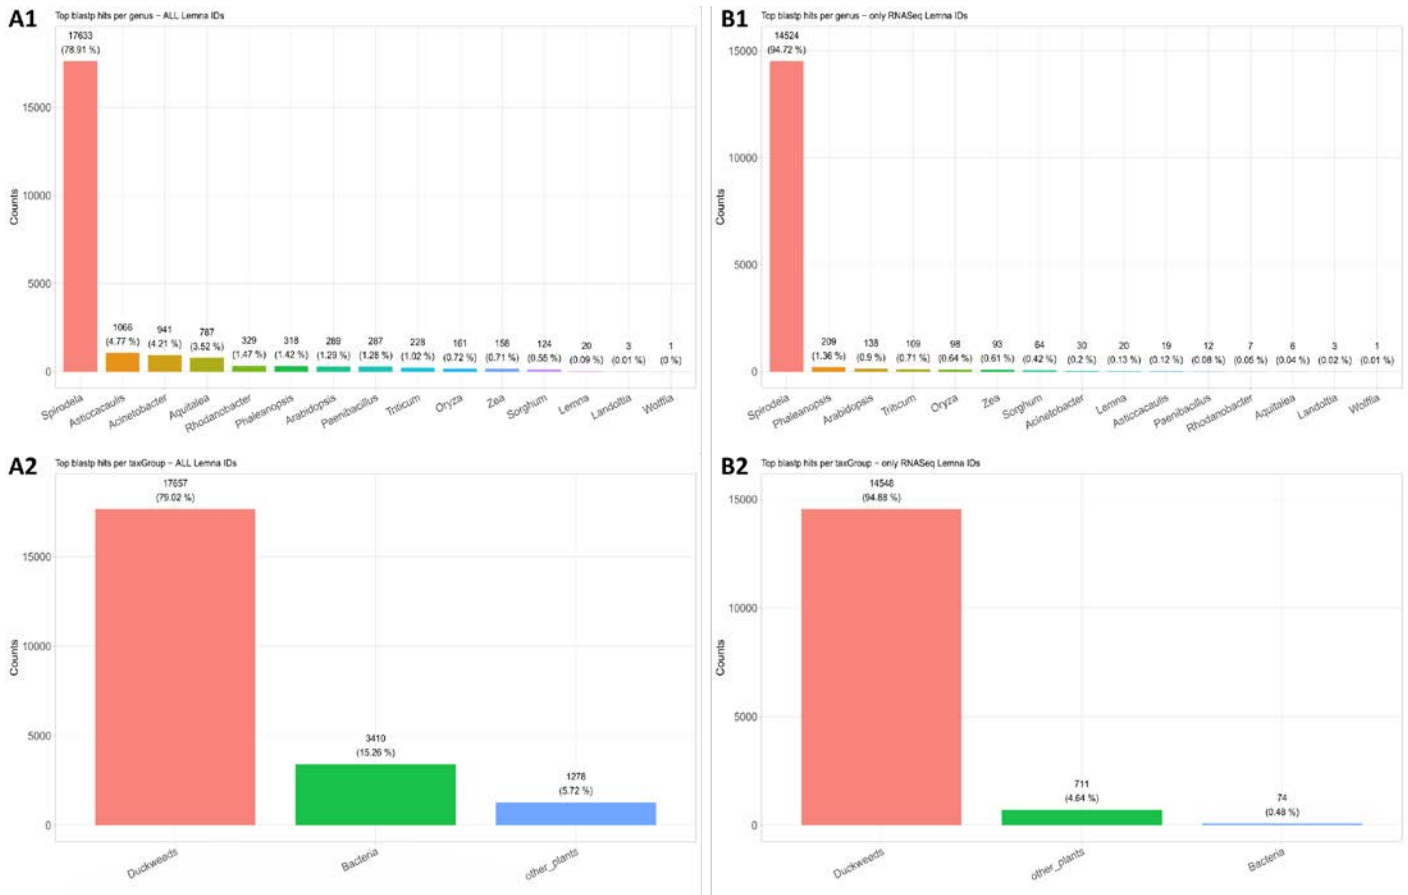 A1
Top blastp hits per genus – ALL Lemna IDs
17633
(78.91 %)
15000
10000
5000
0
Counts
1066
(4.77 %)
941
(4.21 %)
787
(3.52 %)
329
(1.47 %)
318
(1.42 %)
289
(1.29 %)
287
(1.28 %)
228
(1.02 %)
161
(0.72 %)
158
(0.71 %)
124
(0.55 %)
20
(0.09 %)
3
(0.01 %)
1
(0 %)
Spirodela
Asticcacaulis
Acinetobacter
Aquitalea
Rhodanobacter
Phaleanopsis
Arabidopsis
Paenibacillus
Triticum
Oryza
Zea
Sorghum
Lemna
Landoltia
Wolffia
B1
Top blastp hits per genus – only RNASeq Lemna IDs
14524
(94.72 %)
15000
10000
5000
0
Counts
209
(1.36 %)
138
(0.9 %)
109
(0.71 %)
98
(0.64 %)
93
(0.61 %)
64
(0.42 %)
30
(0.2 %)
20
(0.13 %)
19
(0.12 %)
12
(0.08 %)
7
(0.05 %)
6
(0.04 %)
3
(0.02 %)
1
(0.01 %)
Spirodela
Phaleanopsis
Arabidopsis
Triticum
Oryza
Zea
Sorghum
Acinetobacter
Lemna
Asticcacaulis
Paenibacillus
Rhodanobacter
Aquitalea
Landoltia
Wolffia
A2
Top blastp hits per taxGroup – ALL Lemna IDs
17657
(79.02 %)
15000
10000
5000
0
Counts
3410
(15.26 %)
1278
(5.72 %)
Duckweeds
Bacteria
other_plants
B2
Top blastp hits per taxGroup – only RNASeq Lemna IDs
14548
(94.88 %)
15000
10000
5000
0
Counts
711
(4.64 %)
74
(0.48 %)
Duckweeds
other_plants
Bacteria